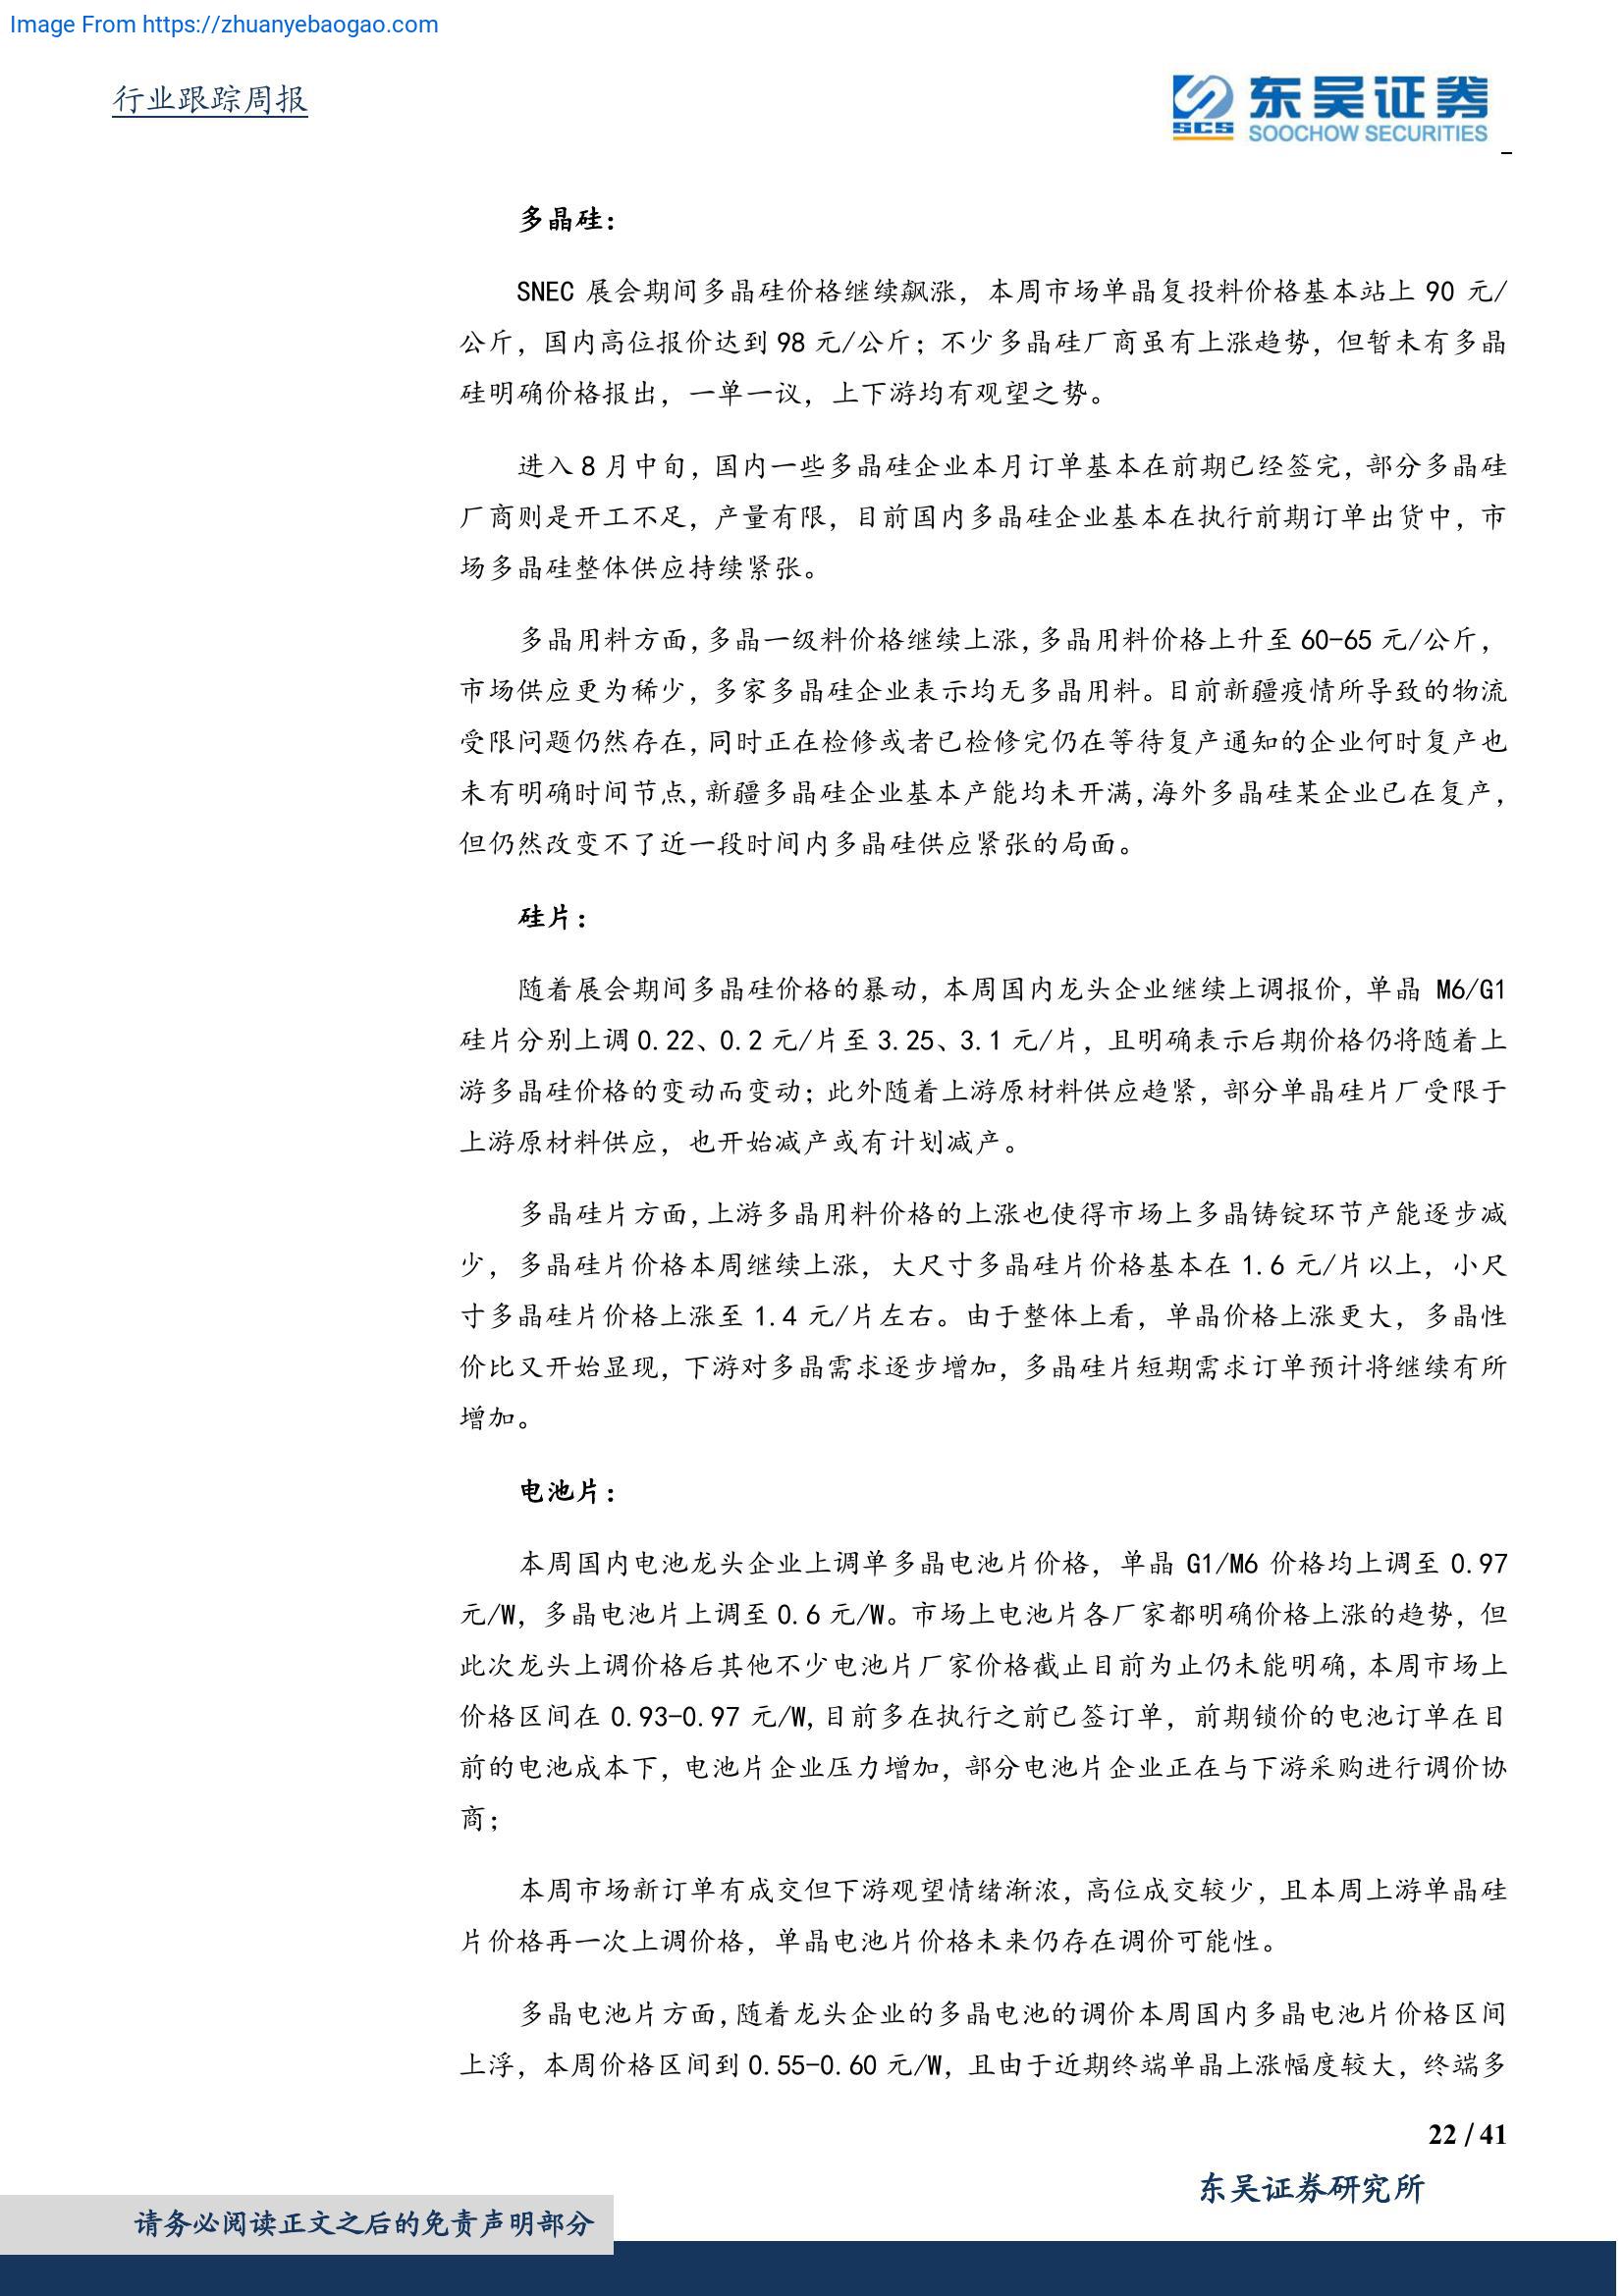 Image From https://zhuanyebaogao.com
行业跟踪周报
SCS 东吴证券
SOOCHOW SECURITIES
多晶硅：
SNEC 展会期间多晶硅价格继续飙涨，本周市场单晶复投料价格基本站上 90 元/
公斤，国内高位报价达到 98 元/公斤；不少多晶硅厂商虽有上涨趋势，但暂未有多晶
硅明确价格报出，一单一议，上下游均有观望之势。
进入 8 月中旬，国内一些多晶硅企业本月订单基本在前期已经签完，部分多晶硅
厂商则是开工不足，产量有限，目前国内多晶硅企业基本在执行前期订单出货中，市
场多晶硅整体供应持续紧张。
多晶用料方面，多晶一级料价格继续上涨，多晶用料价格上升至 60-65 元/公斤，
市场供应更为稀少，多家多晶硅企业表示均无多晶用料。目前新疆疫情所导致的物流
受限问题仍然存在，同时正在检修或者已检修完仍在等待复产通知的企业何时复产也
未有明确时间节点，新疆多晶硅企业基本产能均未开满，海外多晶硅某企业已在复产，
但仍然改变不了近一段时间内多晶硅供应紧张的局面。
硅片：
随着展会期间多晶硅价格的暴动，本周国内龙头企业继续上调报价，单晶 M6/G1
硅片分别上调 0.22、0.2 元/片至 3.25、3.1 元/片，且明确表示后期价格仍将随着上
游多晶硅价格的变动而变动；此外随着上游原材料供应趋紧，部分单晶硅片厂受限于
上游原材料供应，也开始减产或有计划减产。
多晶硅片方面，上游多晶用料价格的上涨也使得市场上多晶铸锭环节产能逐步减
少，多晶硅片价格本周继续上涨，大尺寸多晶硅片价格基本在 1.6 元/片以上，小尺
寸多晶硅片价格上涨至 1.4 元/片左右。由于整体上看，单晶价格上涨更大，多晶性
价比又开始显现，下游对多晶需求逐步增加，多晶硅片短期需求订单预计将继续有所
增加。
电池片：
本周国内电池龙头企业上调单多晶电池片价格，单晶 G1/M6 价格均上调至 0.97
元/W，多晶电池片上调至 0.6 元/W。市场上电池片各厂家都明确价格上涨的趋势，但
此次龙头上调价格后其他不少电池片厂家价格截止目前为止仍未能明确，本周市场上
价格区间在 0.93-0.97 元/W，目前多在执行之前已签订单，前期锁价的电池订单在目
前的电池成本下，电池片企业压力增加，部分电池片企业正在与下游采购进行调价协
商；
本周市场新订单有成交但下游观望情绪渐浓，高位成交较少，且本周上游单晶硅
片价格再一次上调价格，单晶电池片价格未来仍存在调价可能性。
多晶电池片方面，随着龙头企业的多晶电池的调价本周国内多晶电池片价格区间
上浮，本周价格区间到 0.55-0.60 元/W，且由于近期终端单晶上涨幅度较大，终端多
22 / 41
东吴证券研究所
请务必阅读正文之后的免责声明部分